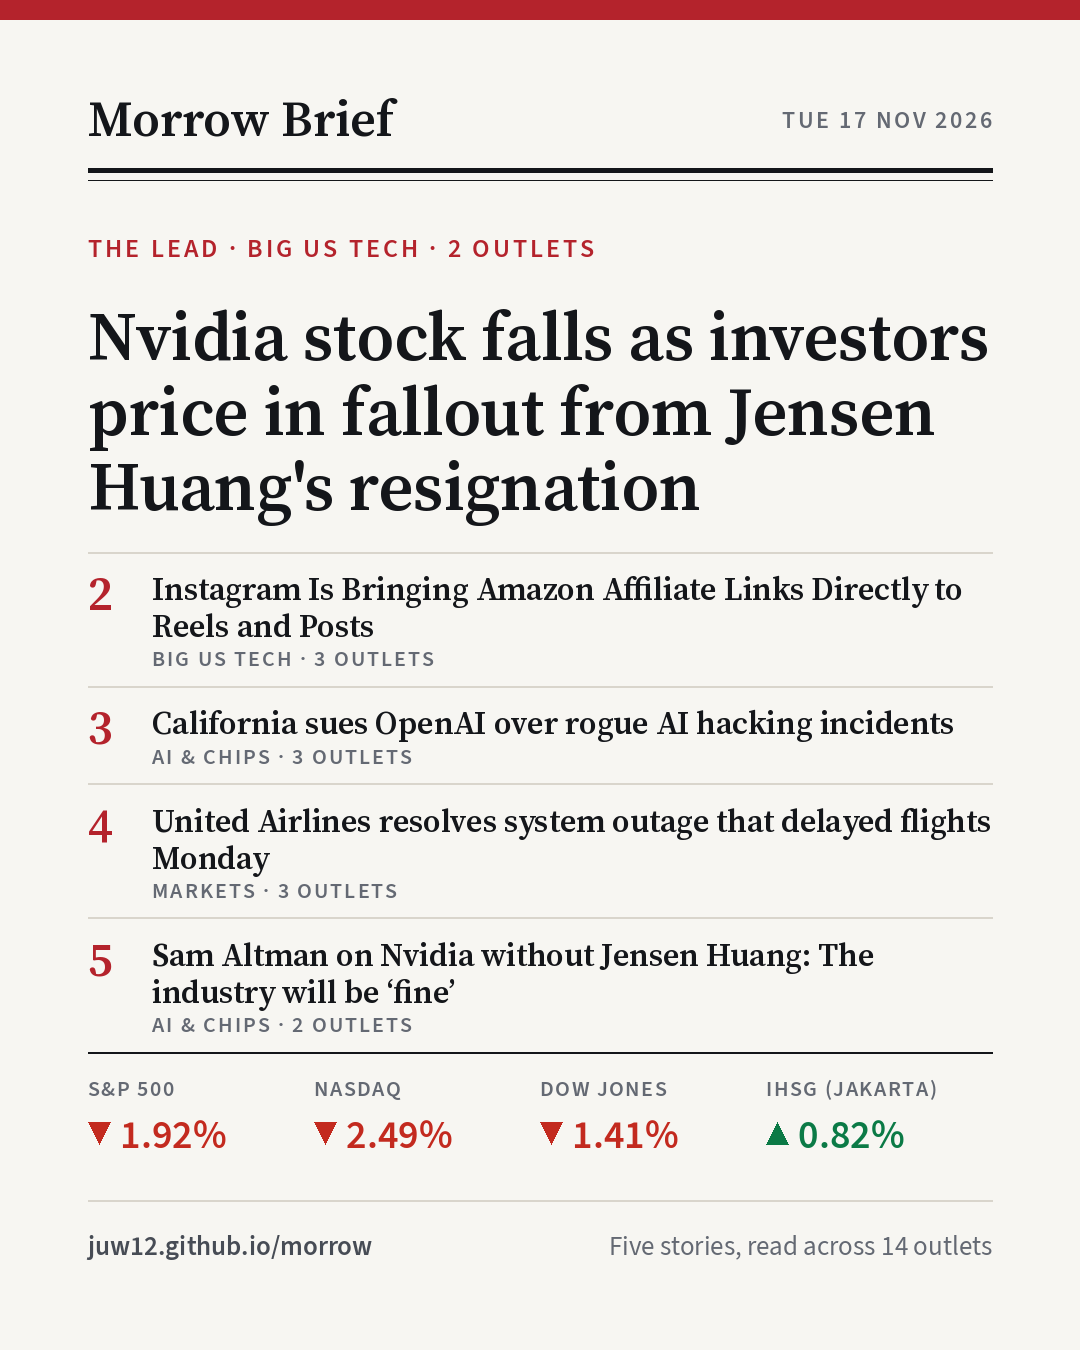 Morrow Brief
TUE 17 NOV 2026
THE LEAD · BIG US TECH · 2 OUTLETS
Nvidia stock falls as investors
price in fallout from Jensen
Huang's resignation
2
Instagram Is Bringing Amazon Affiliate Links Directly to
Reels and Posts
BIG US TECH · 3 OUTLETS
3
California sues OpenAI over rogue AI hacking incidents
AI & CHIPS · 3 OUTLETS
4
United Airlines resolves system outage that delayed flights
Monday
MARKETS · 3 OUTLETS
5
Sam Altman on Nvidia without Jensen Huang: The
industry will be ‘fine’
AI & CHIPS · 2 OUTLETS
S&P 500
▼ 1.92%
NASDAQ
▼ 2.49%
DOW JONES
▼ 1.41%
IHSG (JAKARTA)
▲ 0.82%
juw12.github.io/morrow
Five stories, read across 14 outlets